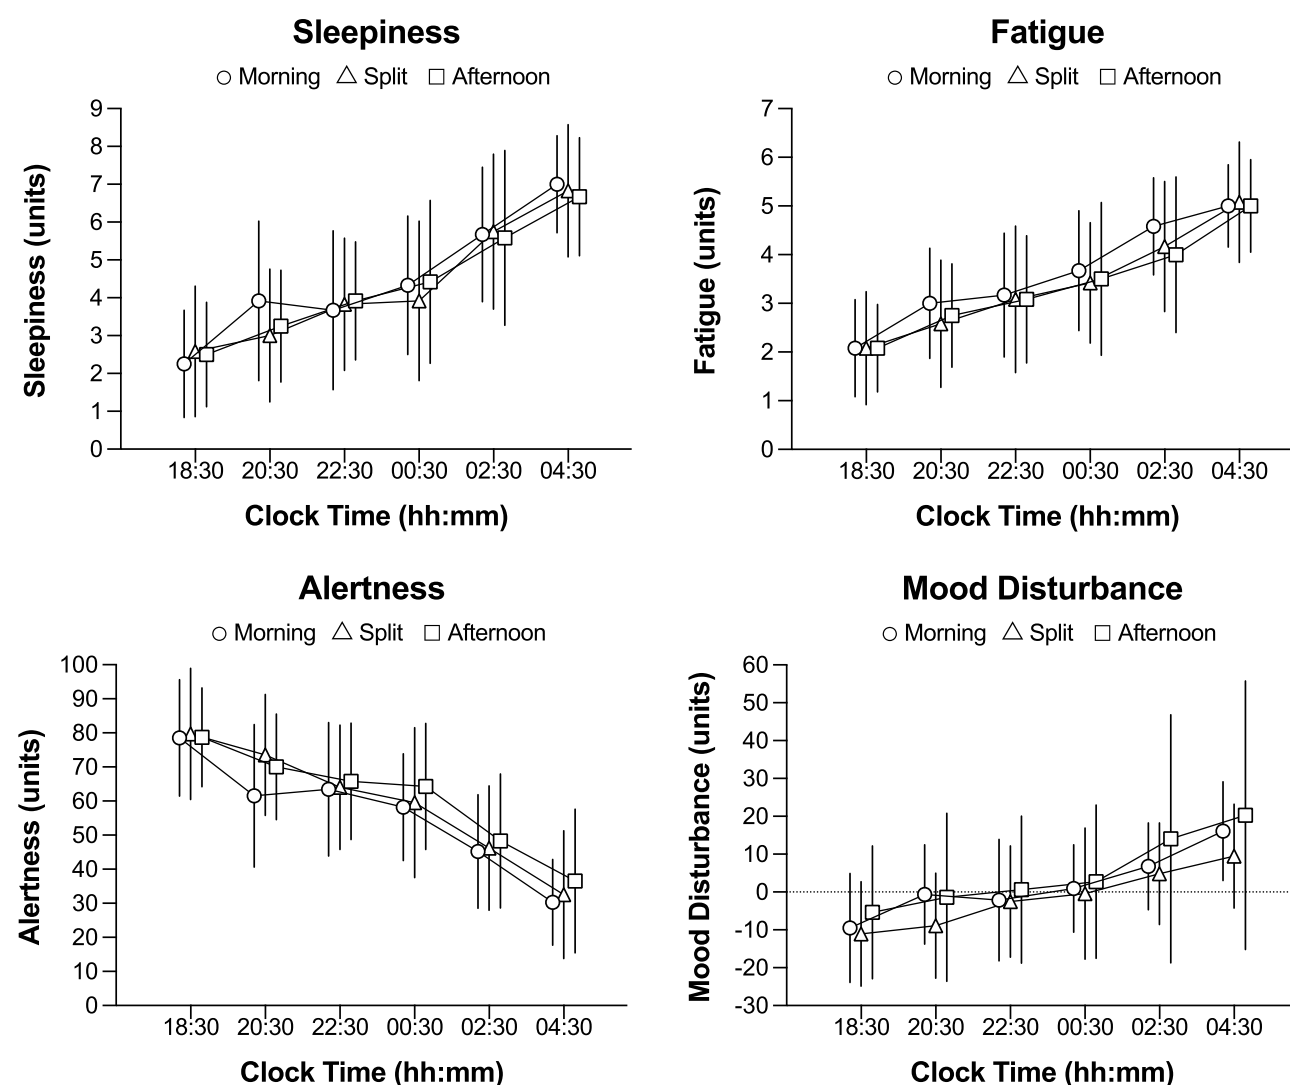 Sleepiness
Morning Split Afternoon
9
8
7
6
5
4
3
2
1
0
Sleepiness (units)
18:30 20:30 22:30 00:30 02:30 04:30
Clock Time (hh:mm)
Fatigue
Morning Split Afternoon
7
6
5
4
3
2
1
0
Fatigue (units)
18:30 20:30 22:30 00:30 02:30 04:30
Clock Time (hh:mm)
Alertness
Morning Split Afternoon
100
90
80
70
60
50
40
30
20
10
0
Alertness (units)
18:30 20:30 22:30 00:30 02:30 04:30
Clock Time (hh:mm)
Mood Disturbance
Morning Split Afternoon
60
50
40
30
20
10
0
-10
-20
-30
Mood Disturbance (units)
18:30 20:30 22:30 00:30 02:30 04:30
Clock Time (hh:mm)